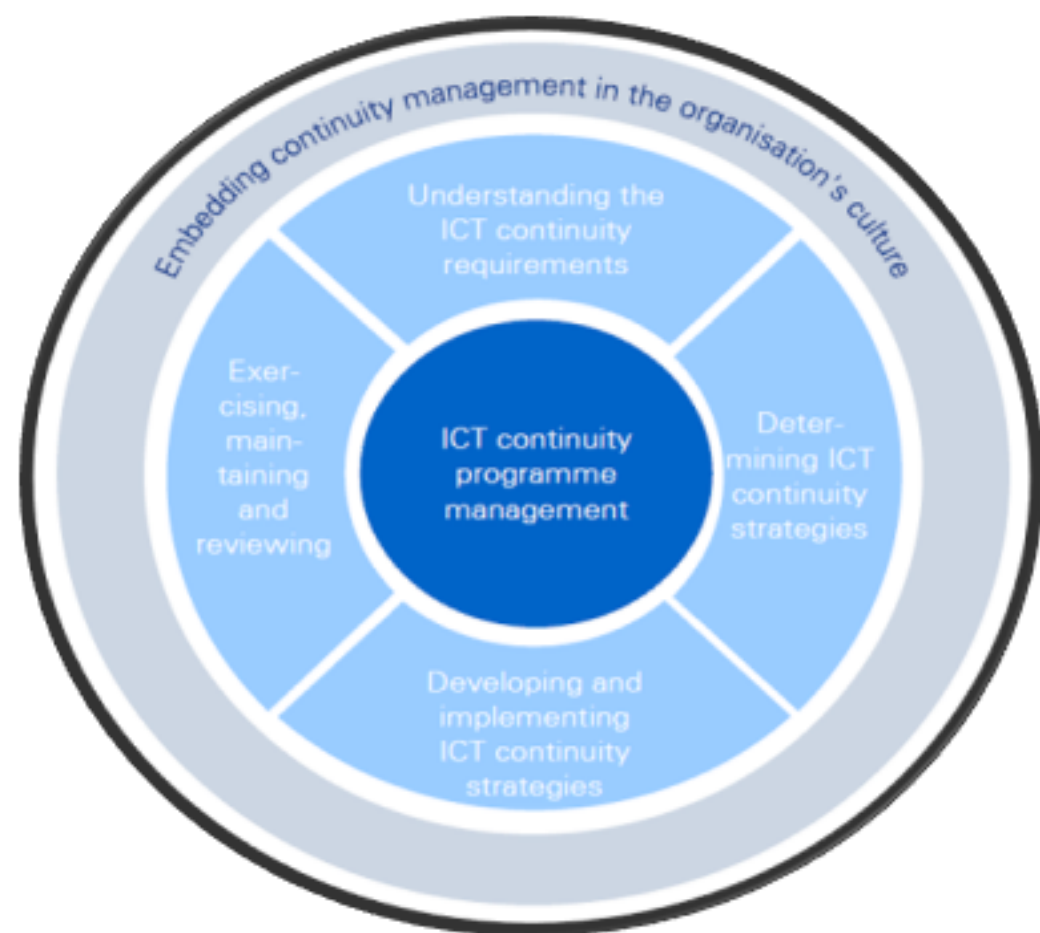 Embedding continuity management in the organisation's culture
Understanding the
ICT continuity
requirements
Exer-
cising,
main-
taining
and
reviewing
ICT continuity
programme
management
Deter-
mining ICT
continuity
strategies
Developing and
implementing
ICT continuity
strategies